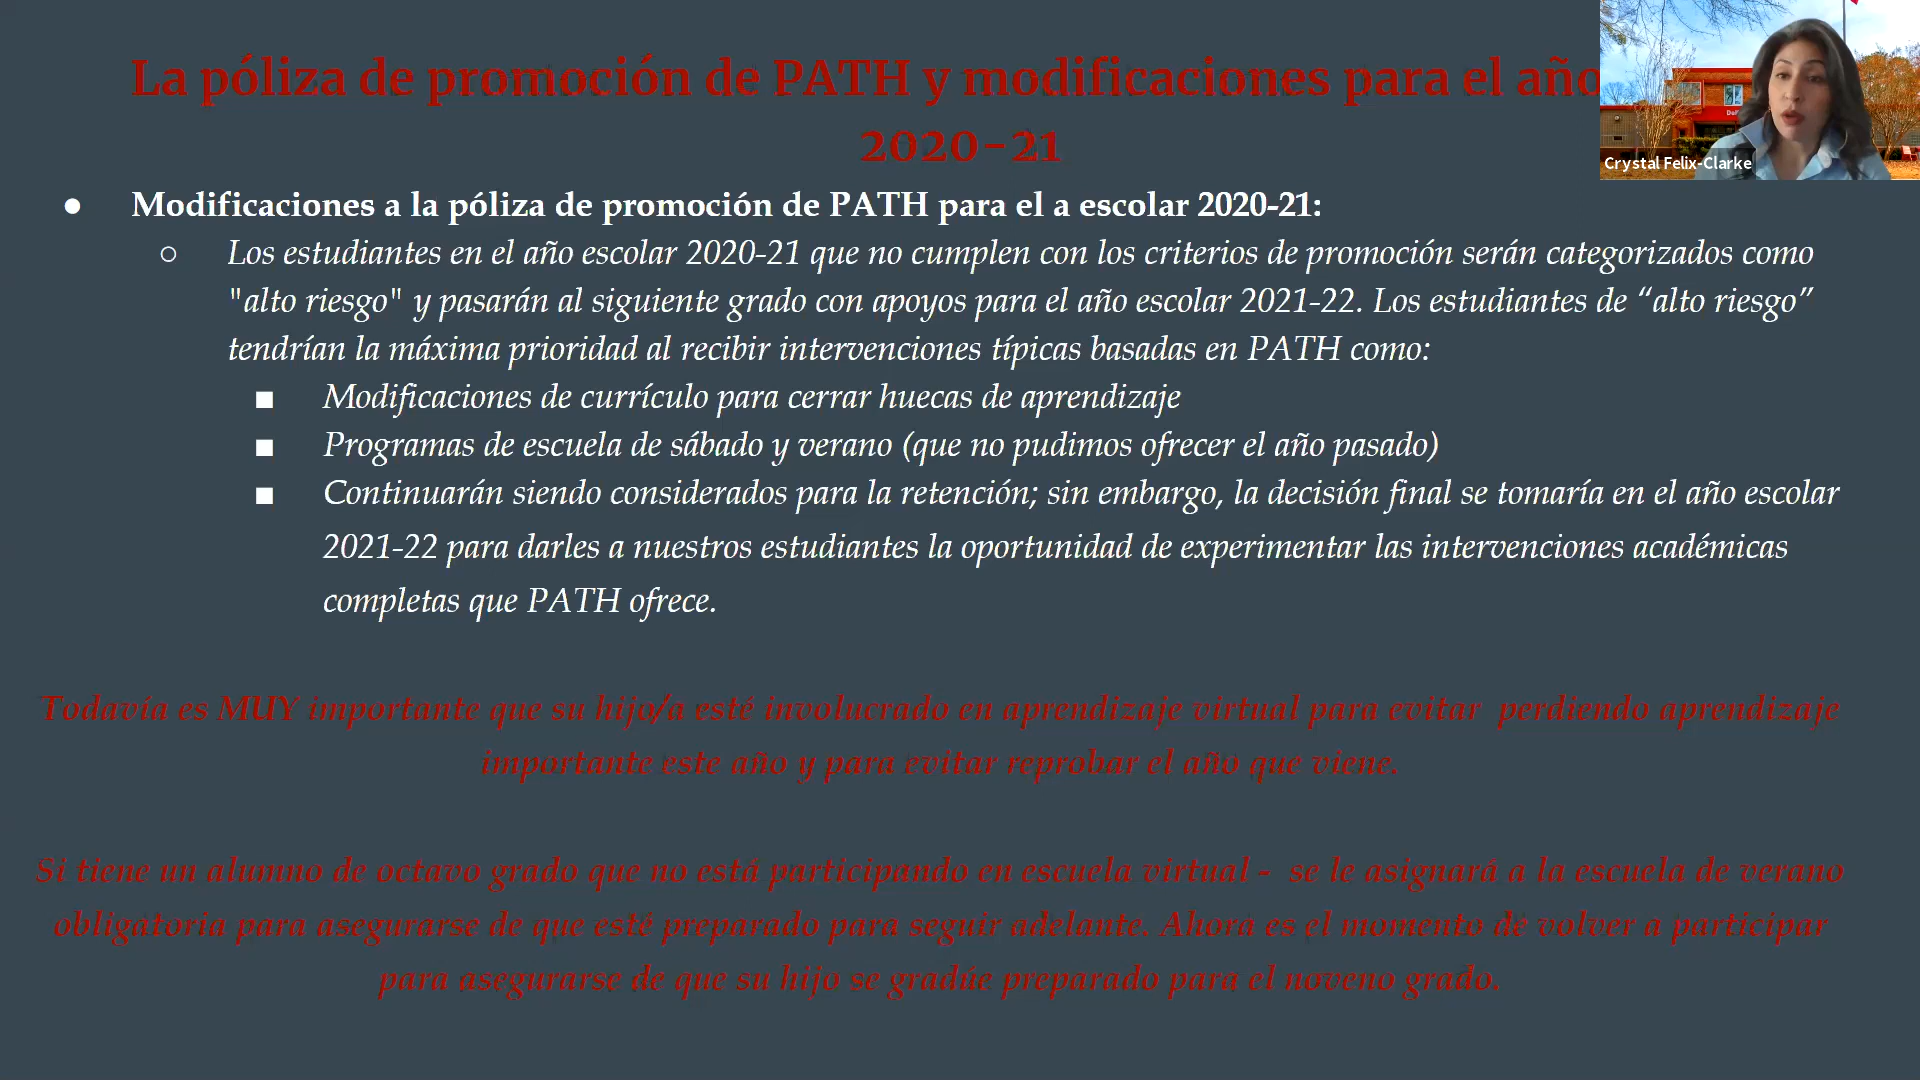 La póliza de promoción de PATH y modificaciones para el año
2020-21
Crystal Felix-Clarke
● Modificaciones a la póliza de promoción de PATH para el a escolar 2020-21:
○ Los estudiantes en el año escolar 2020-21 que no cumplen con los criterios de promoción serán categorizados como
"alto riesgo" y pasarán al siguiente grado con apoyos para el año escolar 2021-22. Los estudiantes de “alto riesgo”
tendrían la máxima prioridad al recibir intervenciones típicas basadas en PATH como:
■ Modificaciones de currículo para cerrar huecas de aprendizaje
■ Programas de escuela de sábado y verano (que no pudimos ofrecer el año pasado)
■ Continuarán siendo considerados para la retención; sin embargo, la decisión final se tomaría en el año escolar
2021-22 para darles a nuestros estudiantes la oportunidad de experimentar las intervenciones académicas
completas que PATH ofrece.
Todavía es MUY importante que su hijo/a esté involucrado en aprendizaje virtual para evitar perdiendo aprendizaje
importante este año y para evitar reprobar el año que viene.
Si tiene un alumno de octavo grado que no está participando en escuela virtual - se le asignará a la escuela de verano
obligatoria para asegurarse de que esté preparado para seguir adelante. Ahora es el momento de volver a participar
para asegurarse de que su hijo se gradúe preparado para el noveno grado.